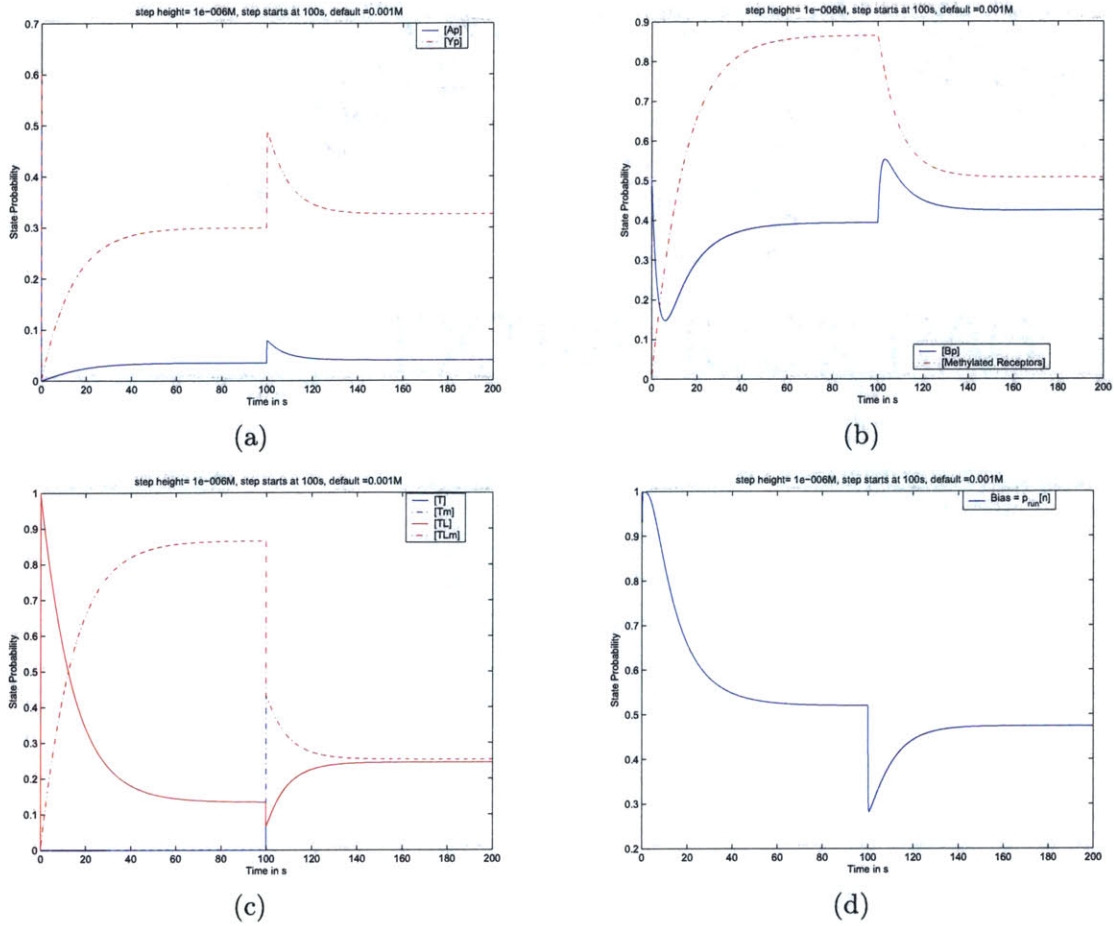 step height= 1e−006M, step starts at 100s, default =0.001M
[Ap]
[Yp]
State Probability
0.7
0.6
0.5
0.4
0.3
0.2
0.1
0
0 20 40 60 80 100 120 140 160 180 200
Time in s
(a)
step height= 1e−006M, step starts at 100s, default =0.001M
State Probability
0.9
0.8
0.7
0.6
0.5
0.4
0.3
0.2
0.1
0
[Bp]
[Methylated Receptors]
0 20 40 60 80 100 120 140 160 180 200
Time in s
(b)
step height= 1e−006M, step starts at 100s, default =0.001M
[T]
[Tm]
[TL]
[TLm]
State Probability
1
0.9
0.8
0.7
0.6
0.5
0.4
0.3
0.2
0.1
0
0 20 40 60 80 100 120 140 160 180 200
Time in s
(c)
step height= 1e−006M, step starts at 100s, default =0.001M
Bias = p_run[n]
State Probability
1
0.9
0.8
0.7
0.6
0.5
0.4
0.3
0.2
0 20 40 60 80 100 120 140 160 180 200
Time in s
(d)